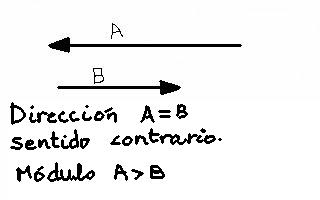 A
B
Dirección A=B
sentido contrario.
Módulo A>B